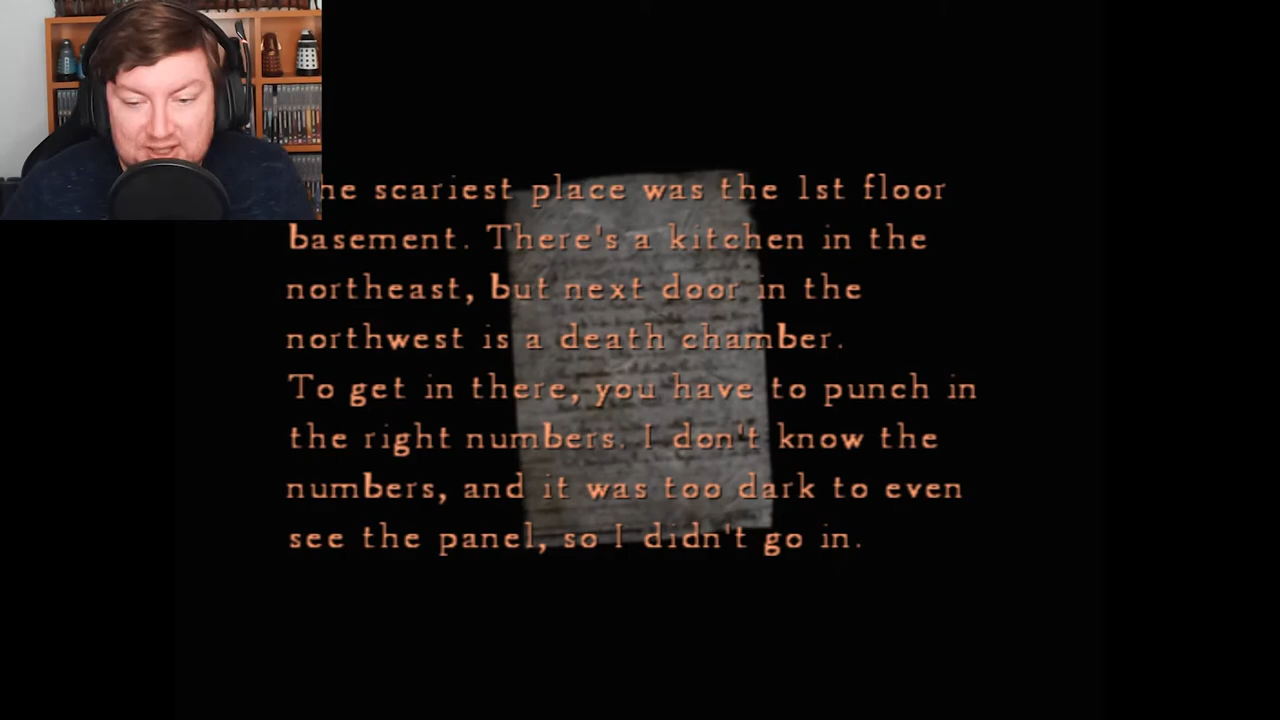 he scariest place was the 1st floor
basement. There's a kitchen in the
northeast, but next door in the
northwest is a death chamber.
To get in there, you have to punch in
the right numbers. I don't know the
numbers, and it was too dark to even
see the panel, so I didn't go in.